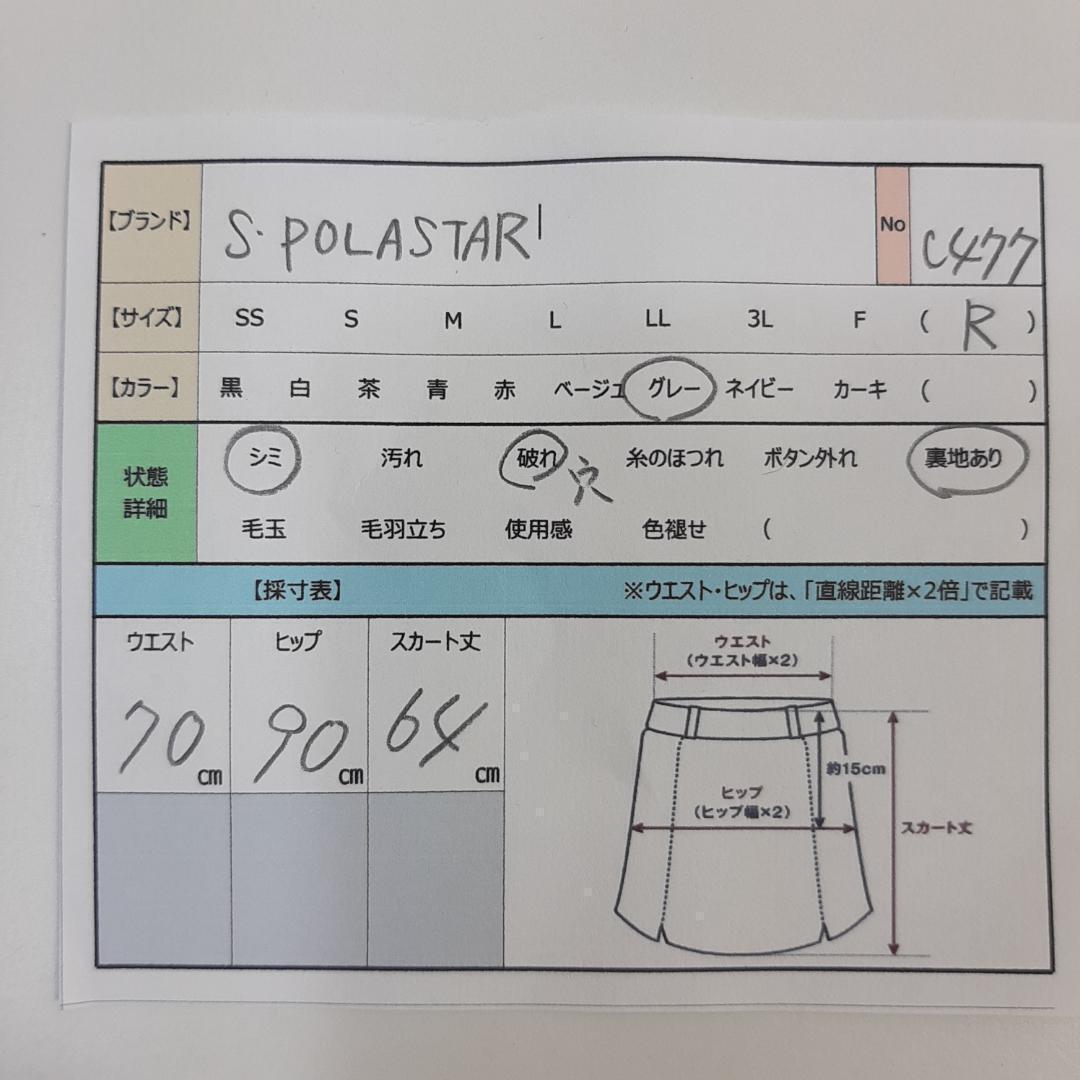 【ブランド】 S. POLASTAR No C477
【サイズ】 SS S M L LL 3L F ( R )
【カラー】 黒 白 茶 青 赤 ベージュ グレー ネイビー カーキ ( )
状態詳細 シミ 汚れ 破れ 穴 糸のほつれ ボタン外れ 裏地あり
毛玉 毛羽立ち 使用感 色褪せ ( )
【採寸表】 ※ウエスト・ヒップは、「直線距離×2倍」で記載
ウエスト ヒップ スカート丈
70cm 90cm 64cm
ウエスト
(ウエスト幅×2)
約15cm
ヒップ
(ヒップ幅×2)
スカート丈